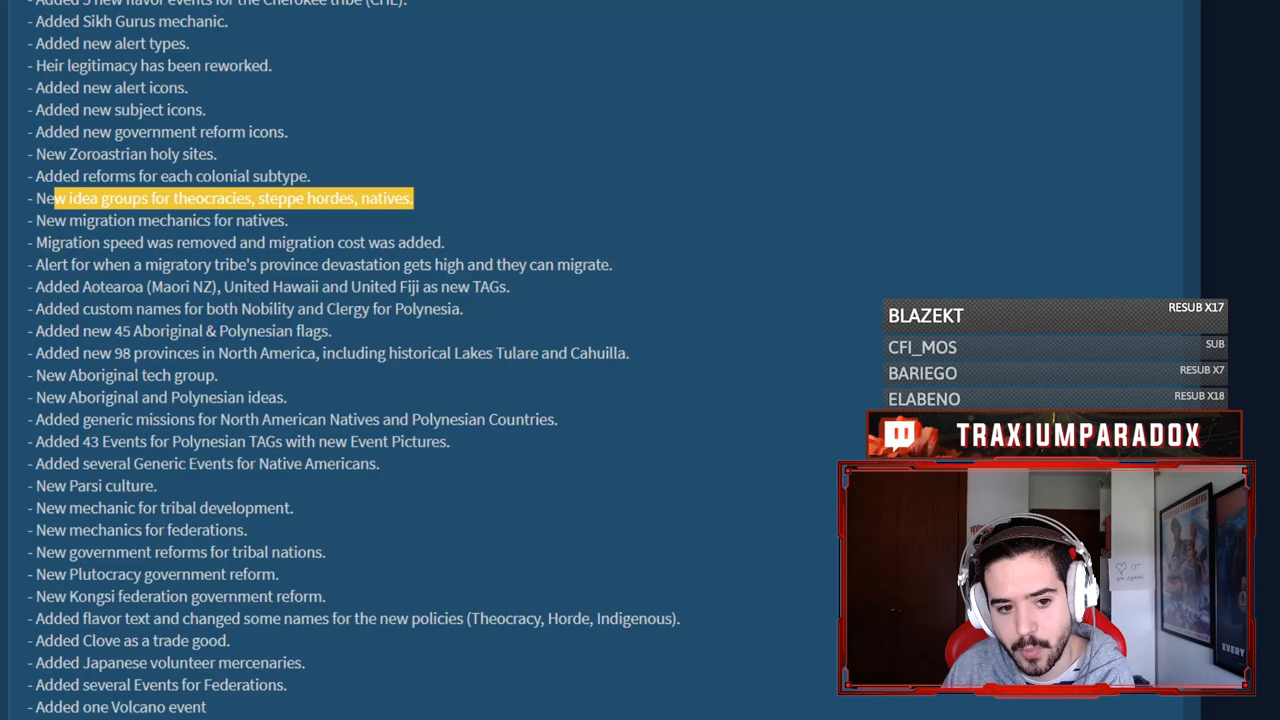 - Added 5 new flavor events for the Cherokee tribe (CHE).
- Added Sikh Gurus mechanic.
- Added new alert types.
- Heir legitimacy has been reworked.
- Added new alert icons.
- Added new subject icons.
- Added new government reform icons.
- New Zoroastrian holy sites.
- Added reforms for each colonial subtype.
- New idea groups for theocracies, steppe hordes, natives.
- New migration mechanics for natives.
- Migration speed was removed and migration cost was added.
- Alert for when a migratory tribe's province devastation gets high and they can migrate.
- Added Aotearoa (Maori NZ), United Hawaii and United Fiji as new TAGs.
- Added custom names for both Nobility and Clergy for Polynesia.
- Added new 45 Aboriginal & Polynesian flags.
- Added new 98 provinces in North America, including historical Lakes Tulare and Cahuilla.
- New Aboriginal tech group.
- New Aboriginal and Polynesian ideas.
- Added generic missions for North American Natives and Polynesian Countries.
- Added 43 Events for Polynesian TAGs with new Event Pictures.
- Added several Generic Events for Native Americans.
- New Parsi culture.
- New mechanic for tribal development.
- New mechanics for federations.
- New government reforms for tribal nations.
- New Plutocracy government reform.
- New Kongsi federation government reform.
- Added flavor text and changed some names for the new policies (Theocracy, Horde, Indigenous).
- Added Clove as a trade good.
- Added Japanese volunteer mercenaries.
- Added several Events for Federations.
- Added one Volcano event
BLAZEKT RESUB X17
CFI_MOS SUB
BARIEGO RESUB X7
ELABENO RESUB X18
TRAXIUMPARADOX
EVERY